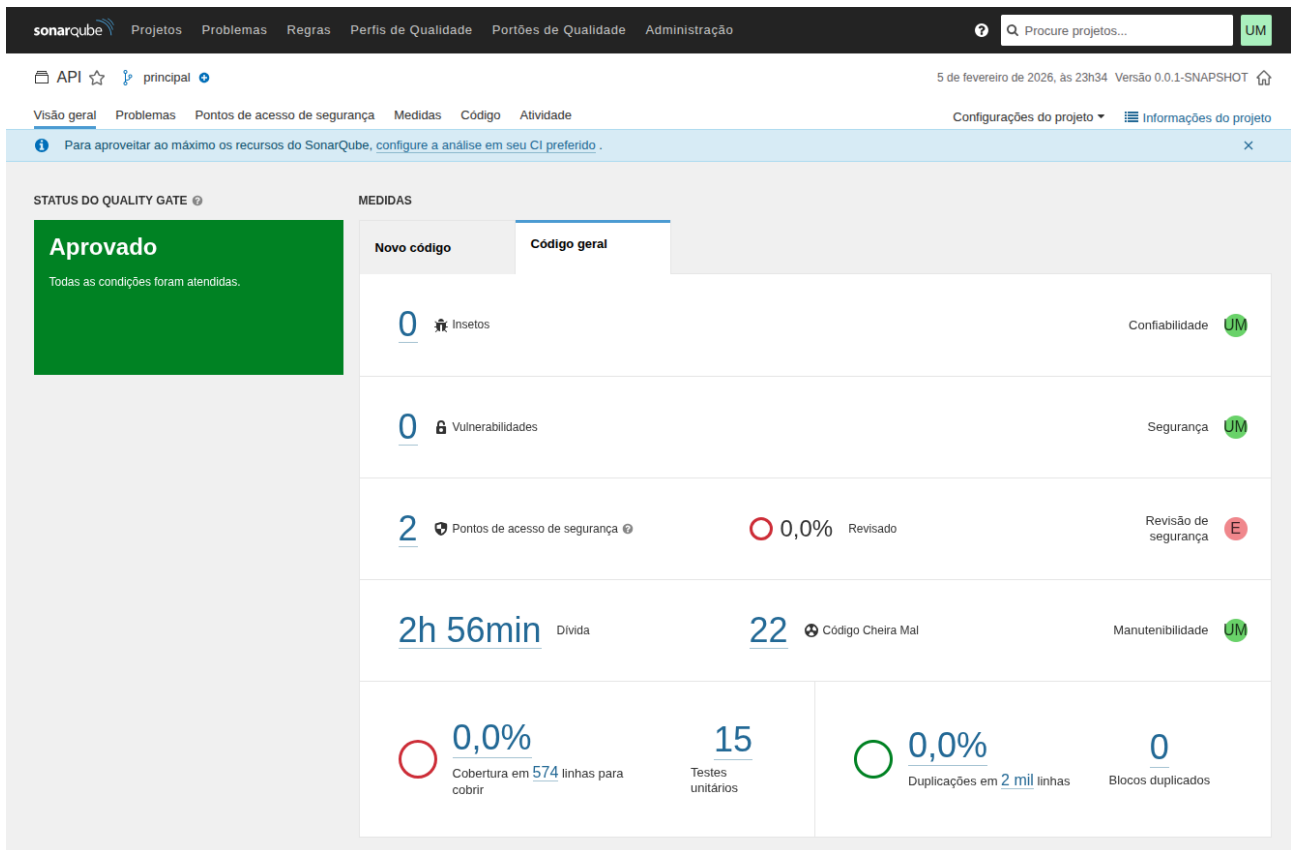 sonarqube Projetos Problemas Regras Perfis de Qualidade Portões de Qualidade Administração ? Procure projetos... UM
API principal 5 de fevereiro de 2026, às 23h34 Versão 0.0.1-SNAPSHOT
Visão geral Problemas Pontos de acesso de segurança Medidas Código Atividade Configurações do projeto Informações do projeto
Para aproveitar ao máximo os recursos do SonarQube, configure a análise em seu CI preferido .
STATUS DO QUALITY GATE
MEDIDAS
Aprovado
Todas as condições foram atendidas.
Novo código
Código geral
0 Insetos Confiabilidade UM
0 Vulnerabilidades Segurança UM
2 Pontos de acesso de segurança 0,0% Revisado Revisão de
segurança E
2h 56min Dívida 22 Código Cheira Mal Manutenibilidade UM
0,0%
Cobertura em 574 linhas para
cobrir
15
Testes
unitários
0,0%
Duplicações em 2 mil linhas
0
Blocos duplicados